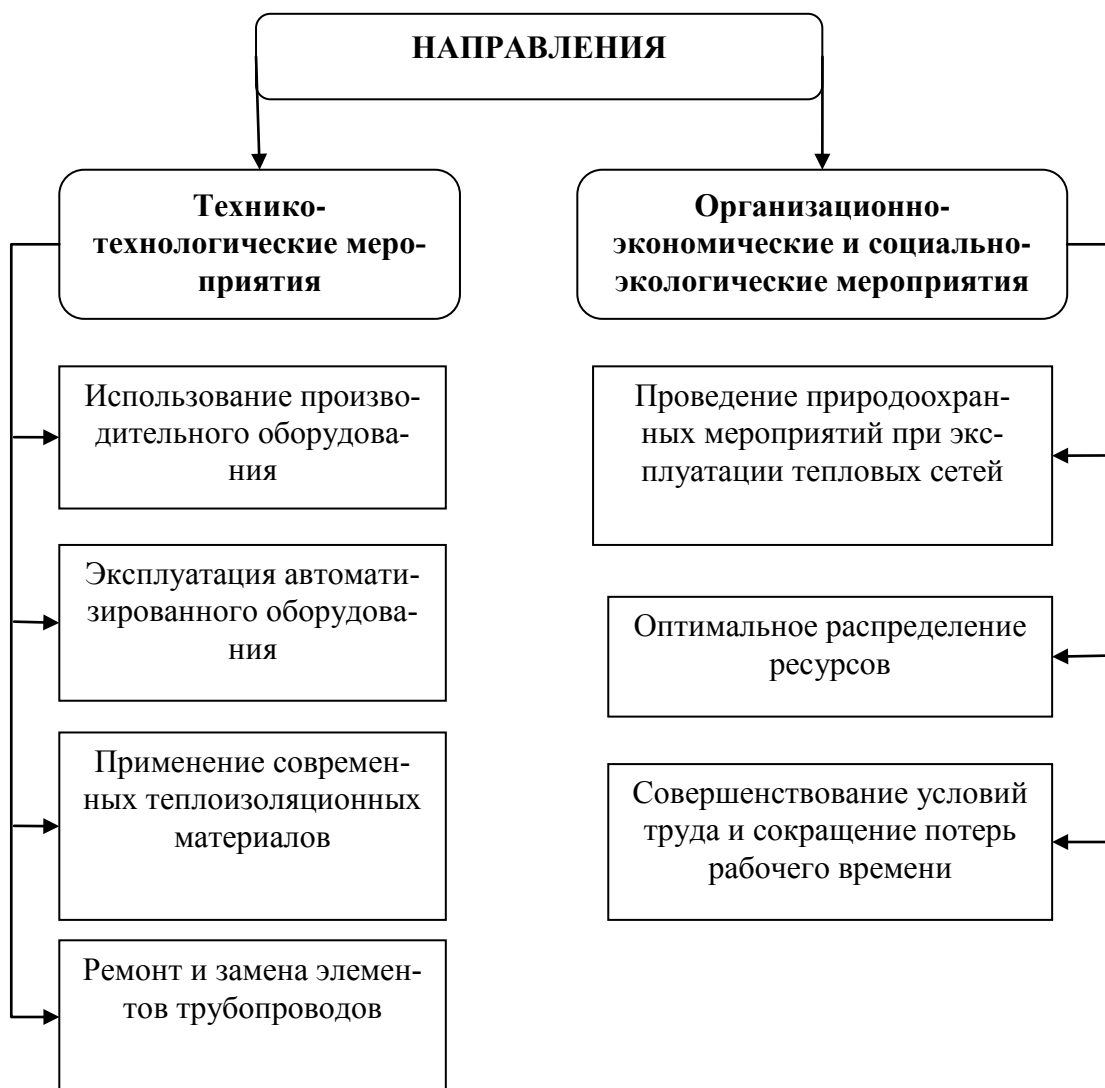 НАПРАВЛЕНИЯ
Технико-
технологические меро-
приятия
Организационно-
экономические и социально-
экологические мероприятия
Использование произво-
дительного оборудова-
ния
Эксплуатация автомати-
зированного оборудова-
ния
Применение современ-
ных теплоизоляционных
материалов
Ремонт и замена элемен-
тов трубопроводов
Проведение природоохран-
ных мероприятий при экс-
плуатации тепловых сетей
Оптимальное распределение
ресурсов
Совершенствование условий
труда и сокращение потерь
рабочего времени